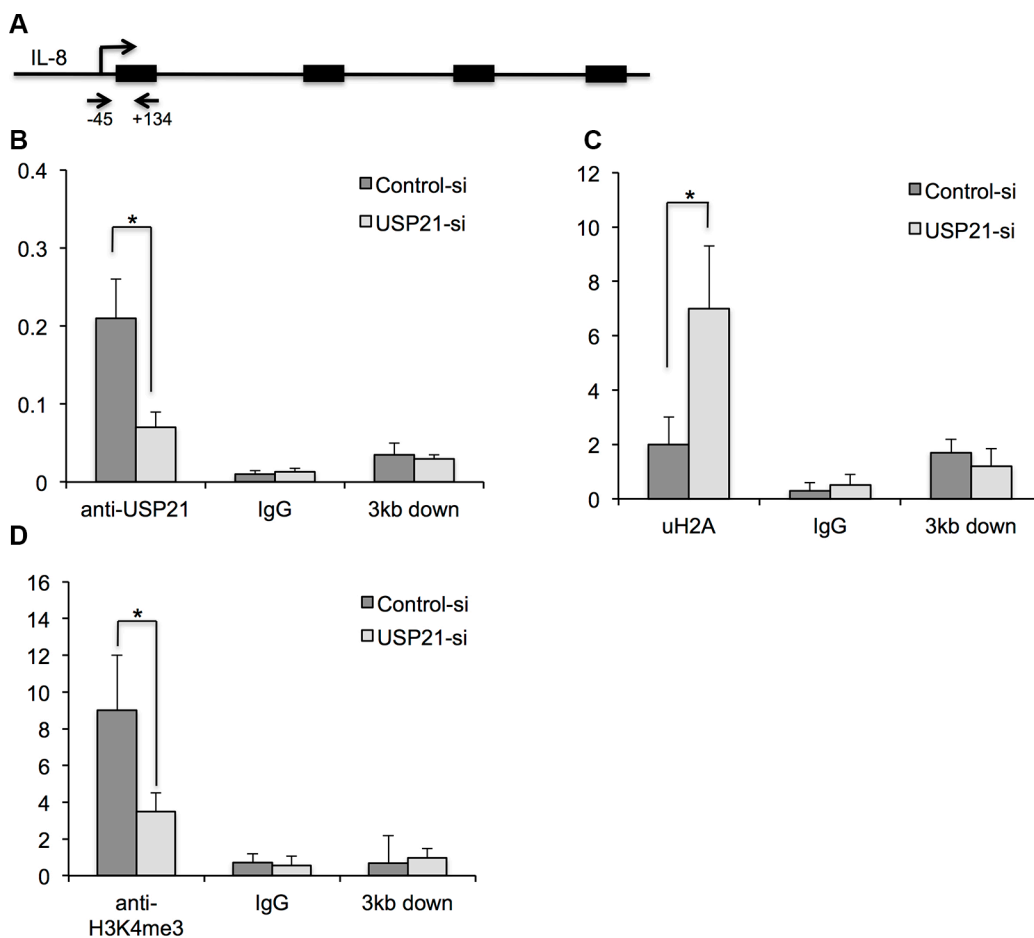 A
IL-8
-45 +134
B
0.4
0.3
0.2
0.1
0
*
Control-si
USP21-si
anti-USP21 IgG 3kb down
C
12
10
8
6
4
2
0
*
Control-si
USP21-si
uH2A IgG 3kb down
D
16
14
12
10
8
6
4
2
0
*
Control-si
USP21-si
anti-
H3K4me3 IgG 3kb down